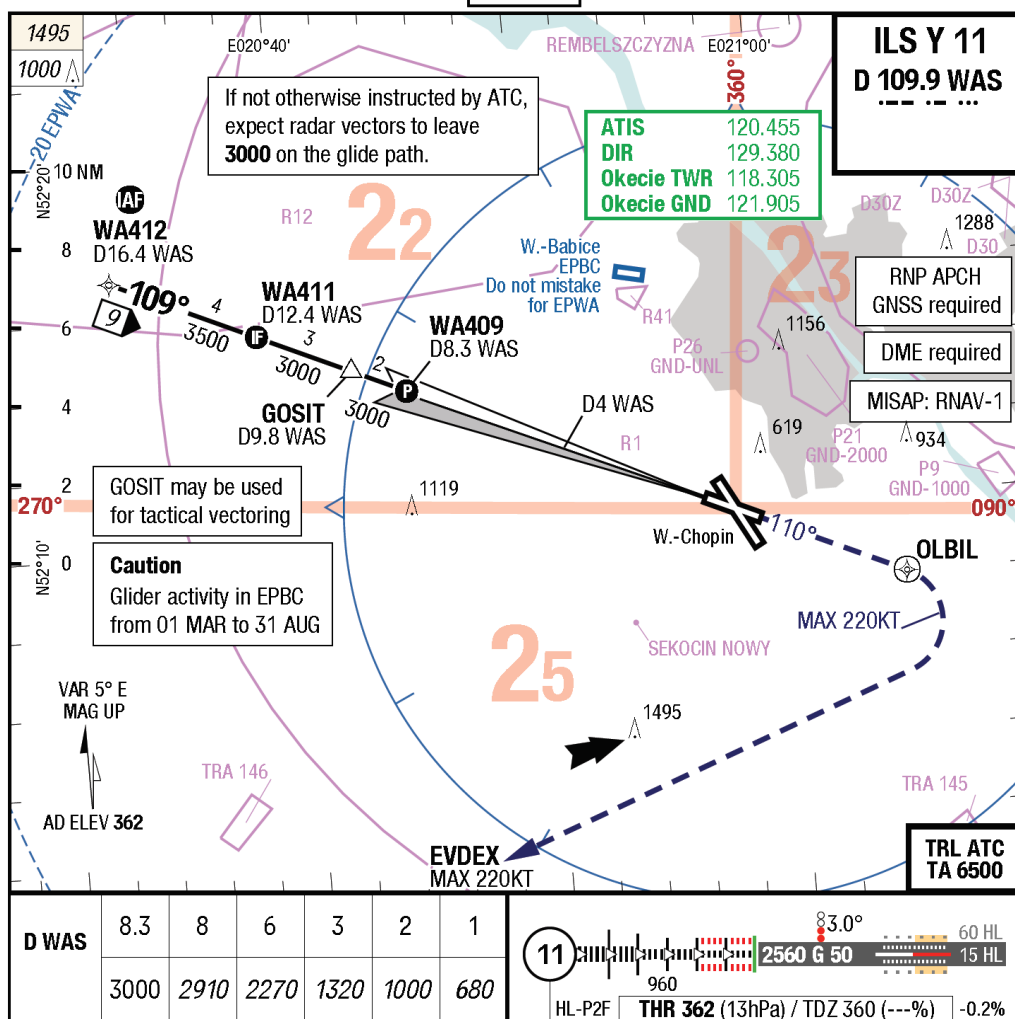 1495
1000
E020°40'
REMBELSZCZYZNA
E021°00'
ILS Y 11
D 109.9 WAS
20 EPWA
360°
If not otherwise instructed by ATC,
expect radar vectors to leave
3000 on the glide path.
ATIS 120.455
DIR 129.380
Okecie TWR 118.305
Okecie GND 121.905
N52°20'
10 NM
IAF
WA412
D16.4 WAS
R12
22
D30Z
D30Z
1288
D30
8
W.-Babice
EPBC
Do not mistake
for EPWA
23
RNP APCH
GNSS required
109°
4
WA411
D12.4 WAS
9
6
3500
IF
3
WA409
D8.3 WAS
R41
1156
P26
GND-UNL
DME required
3000
2
P
GOSIT
D9.8 WAS
3000
D4 WAS
MISAP: RNAV-1
4
R1
619
P21
GND-2000
934
P9
GND-1000
2
270°
GOSIT may be used
for tactical vectoring
1119
090°
W.-Chopin
110°
N52°10'
0
Caution
Glider activity in EPBC
from 01 MAR to 31 AUG
OLBIL
MAX 220KT
SEKOCIN NOWY
25
VAR 5° E
MAG UP
1495
TRA 146
TRA 145
AD ELEV 362
EVDEX
MAX 220KT
TRL ATC
TA 6500
D WAS 8.3 8 6 3 2 1
3000 2910 2270 1320 1000 680
11
3.0°
60 HL
2560 G 50
15 HL
960
HL-P2F
THR 362 (13hPa) / TDZ 360 (---%)
-0.2%